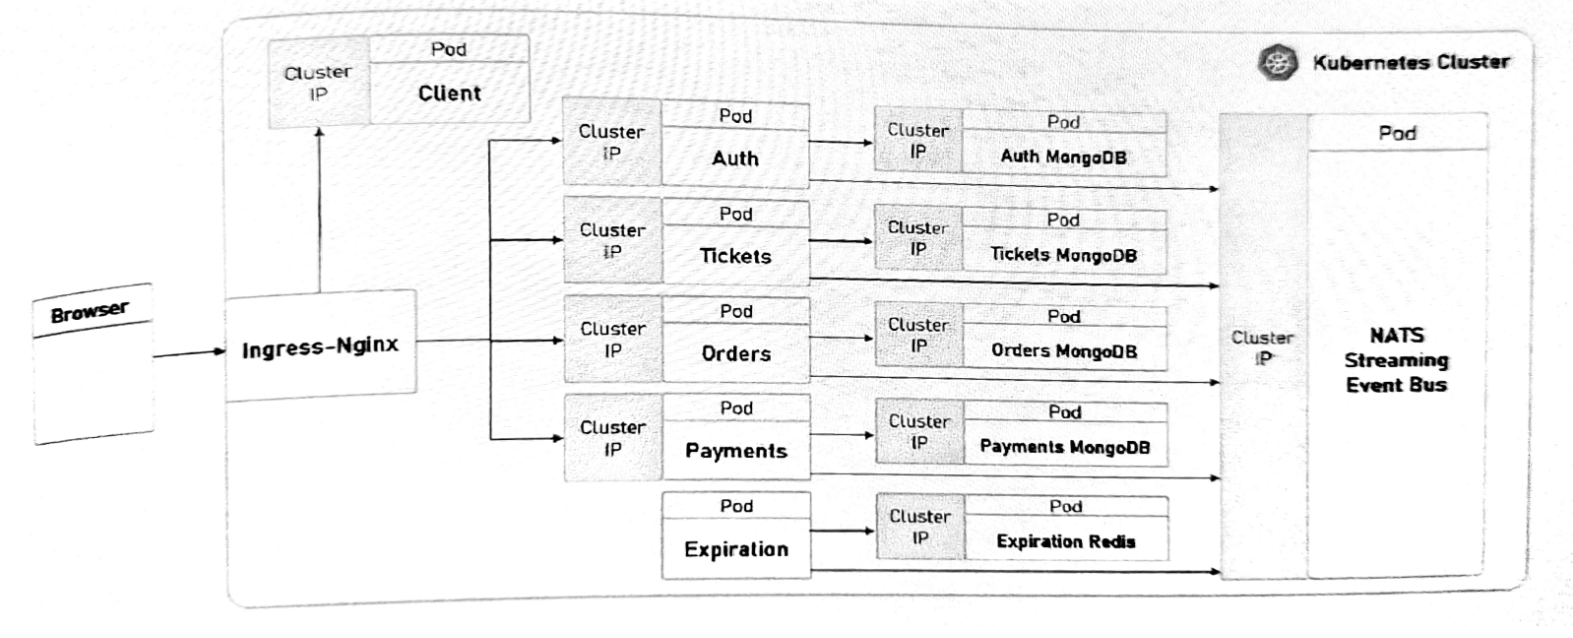 Kubernetes Cluster
Cluster
IP
Pod
Client
Browser
Ingress-Nginx
Cluster
IP
Pod
Auth
Cluster
IP
Pod
Auth MongoDB
Cluster
IP
Pod
Tickets
Cluster
IP
Pod
Tickets MongoDB
Cluster
IP
Pod
Orders
Cluster
IP
Pod
Orders MongoDB
Cluster
IP
Pod
Payments
Cluster
IP
Pod
Payments MongoDB
Pod
Expiration
Cluster
IP
Pod
Expiration Redis
Cluster
IP
Pod
NATS
Streaming
Event Bus